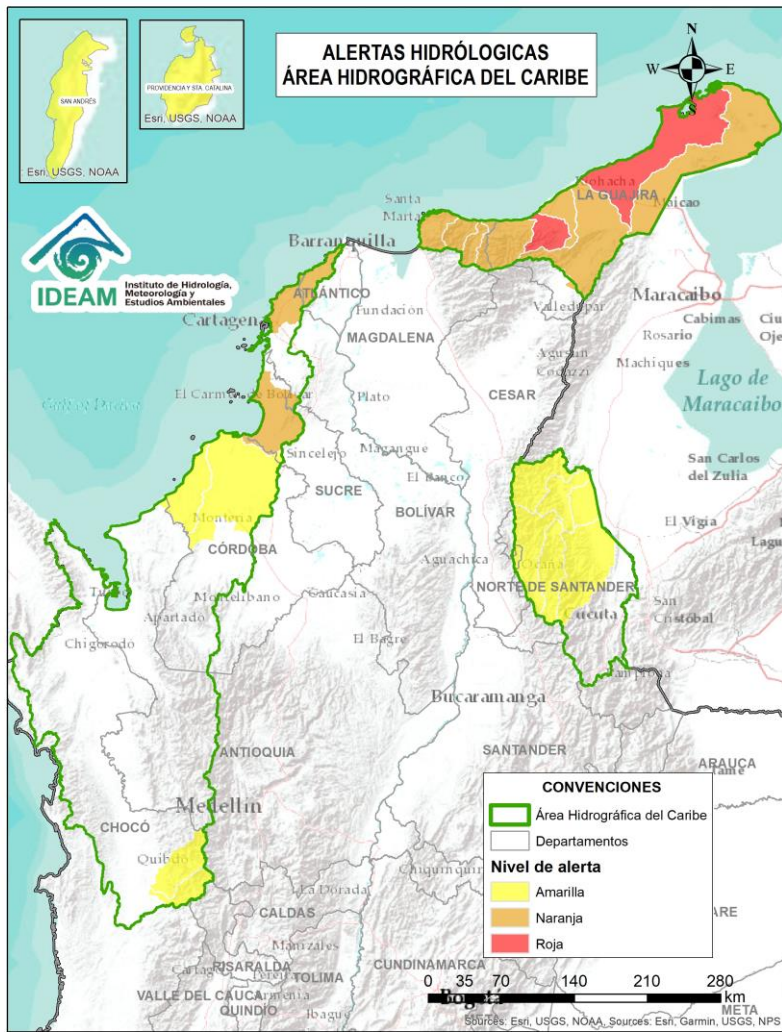 ALERTAS HIDRÓLOGICAS
ÁREA HIDROGRÁFICA DEL CARIBE
SAN ANDRÉS
Esri, USGS, NOAA
PROVIDENCIA Y STA. CATALINA
Esri, USGS, NOAA
N
W
E
S
IDEAM
Instituto de Hidrología,
Meteorología y
Estudios Ambientales
Santa
Marta
LA GUAJIRA
Maicao
Barranquilla
ATLÁNTICO
Cartagena
Fundación
MAGDALENA
Valledupar
Maracaibo
Cabimas
Rosario
Machiques
Agustín
Codazzi
CESAR
Lago de
Maracaibo
El Carmen de Bolívar
Plato
Sincelejo
Magangue
El Banco
SUCRE
BOLÍVAR
San Carlos
del Zulia
El Vigia
Montería
CÓRDOBA
Aguachica
Ocaña
NORTE DE SANTANDER
Montelíbano
Caucasia
Apartado
Chigorodó
El Bagre
San
Cristóbal
Bucaramanga
ANTIOQUIA
SANTANDER
ARAUCA
Medellín
CHOCÓ
Quibdó
La Dorada
CALDAS
Manizales
RISARALDA
TOLIMA
CUNDINAMARCA
VALLE DEL CAUCA
Armenia
QUINDÍO
Ibague
META
META
CONVENCIONES
Área Hidrográfica del Caribe
Departamentos
Nivel de alerta
Amarilla
Naranja
Roja
0 35 70 140 210 280
km
Sources: Esri, USGS, NOAA, Sources: Esri, Garmin, USGS, NPS